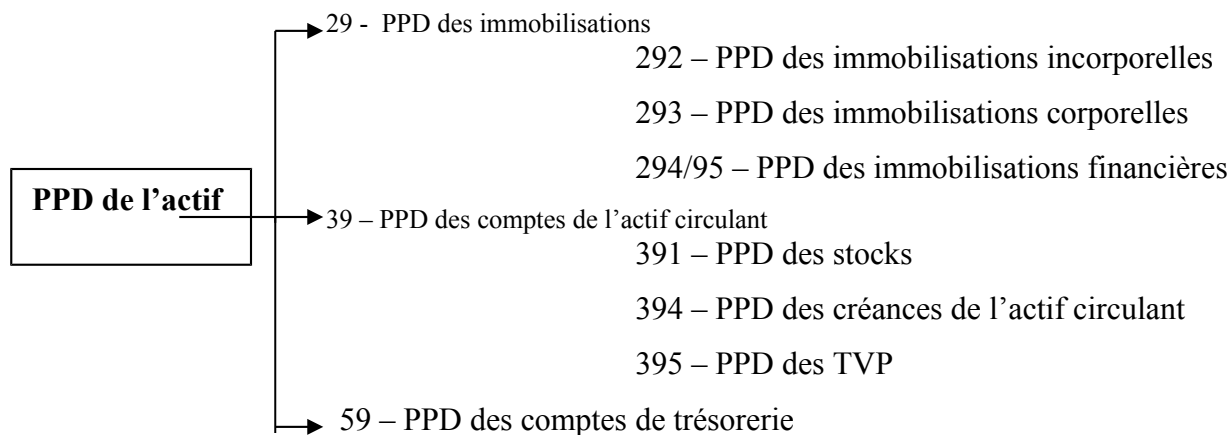 29 - PPD des immobilisations
292 – PPD des immobilisations incorporelles
293 – PPD des immobilisations corporelles
294/95 – PPD des immobilisations financières
PPD de l’actif
39 – PPD des comptes de l’actif circulant
391 – PPD des stocks
394 – PPD des créances de l’actif circulant
395 – PPD des TVP
59 – PPD des comptes de trésorerie